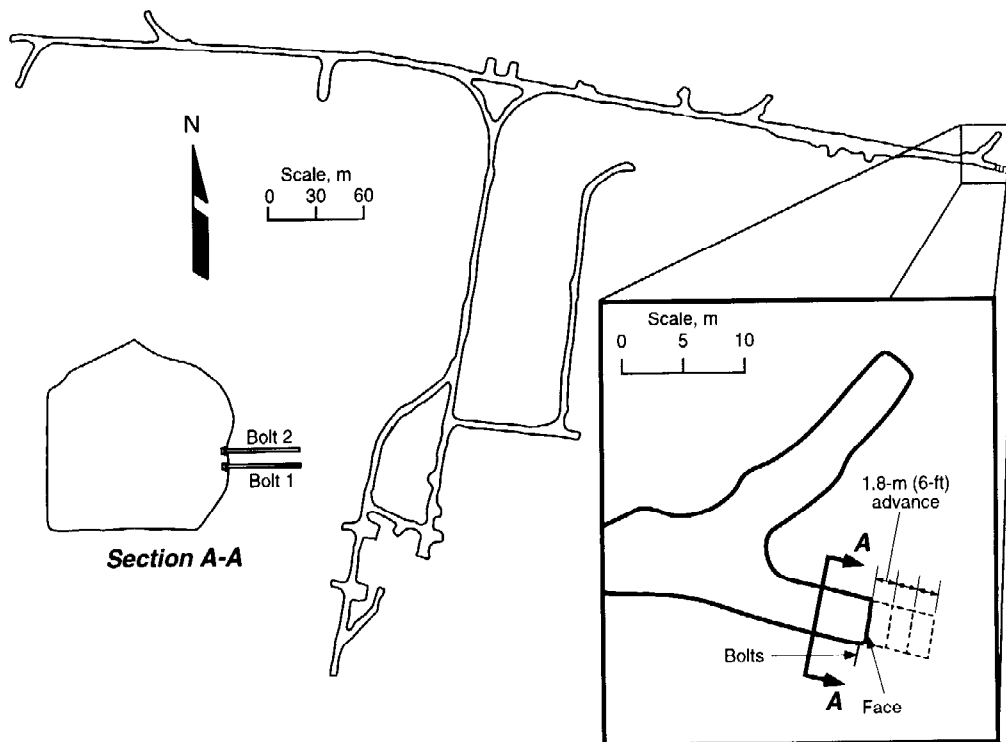 N
Scale, m
0 30 60
Bolt 2
Bolt 1
Section A-A
Scale, m
0 5 10
1.8-m (6-ft)
advance
A
Bolts
A
Face